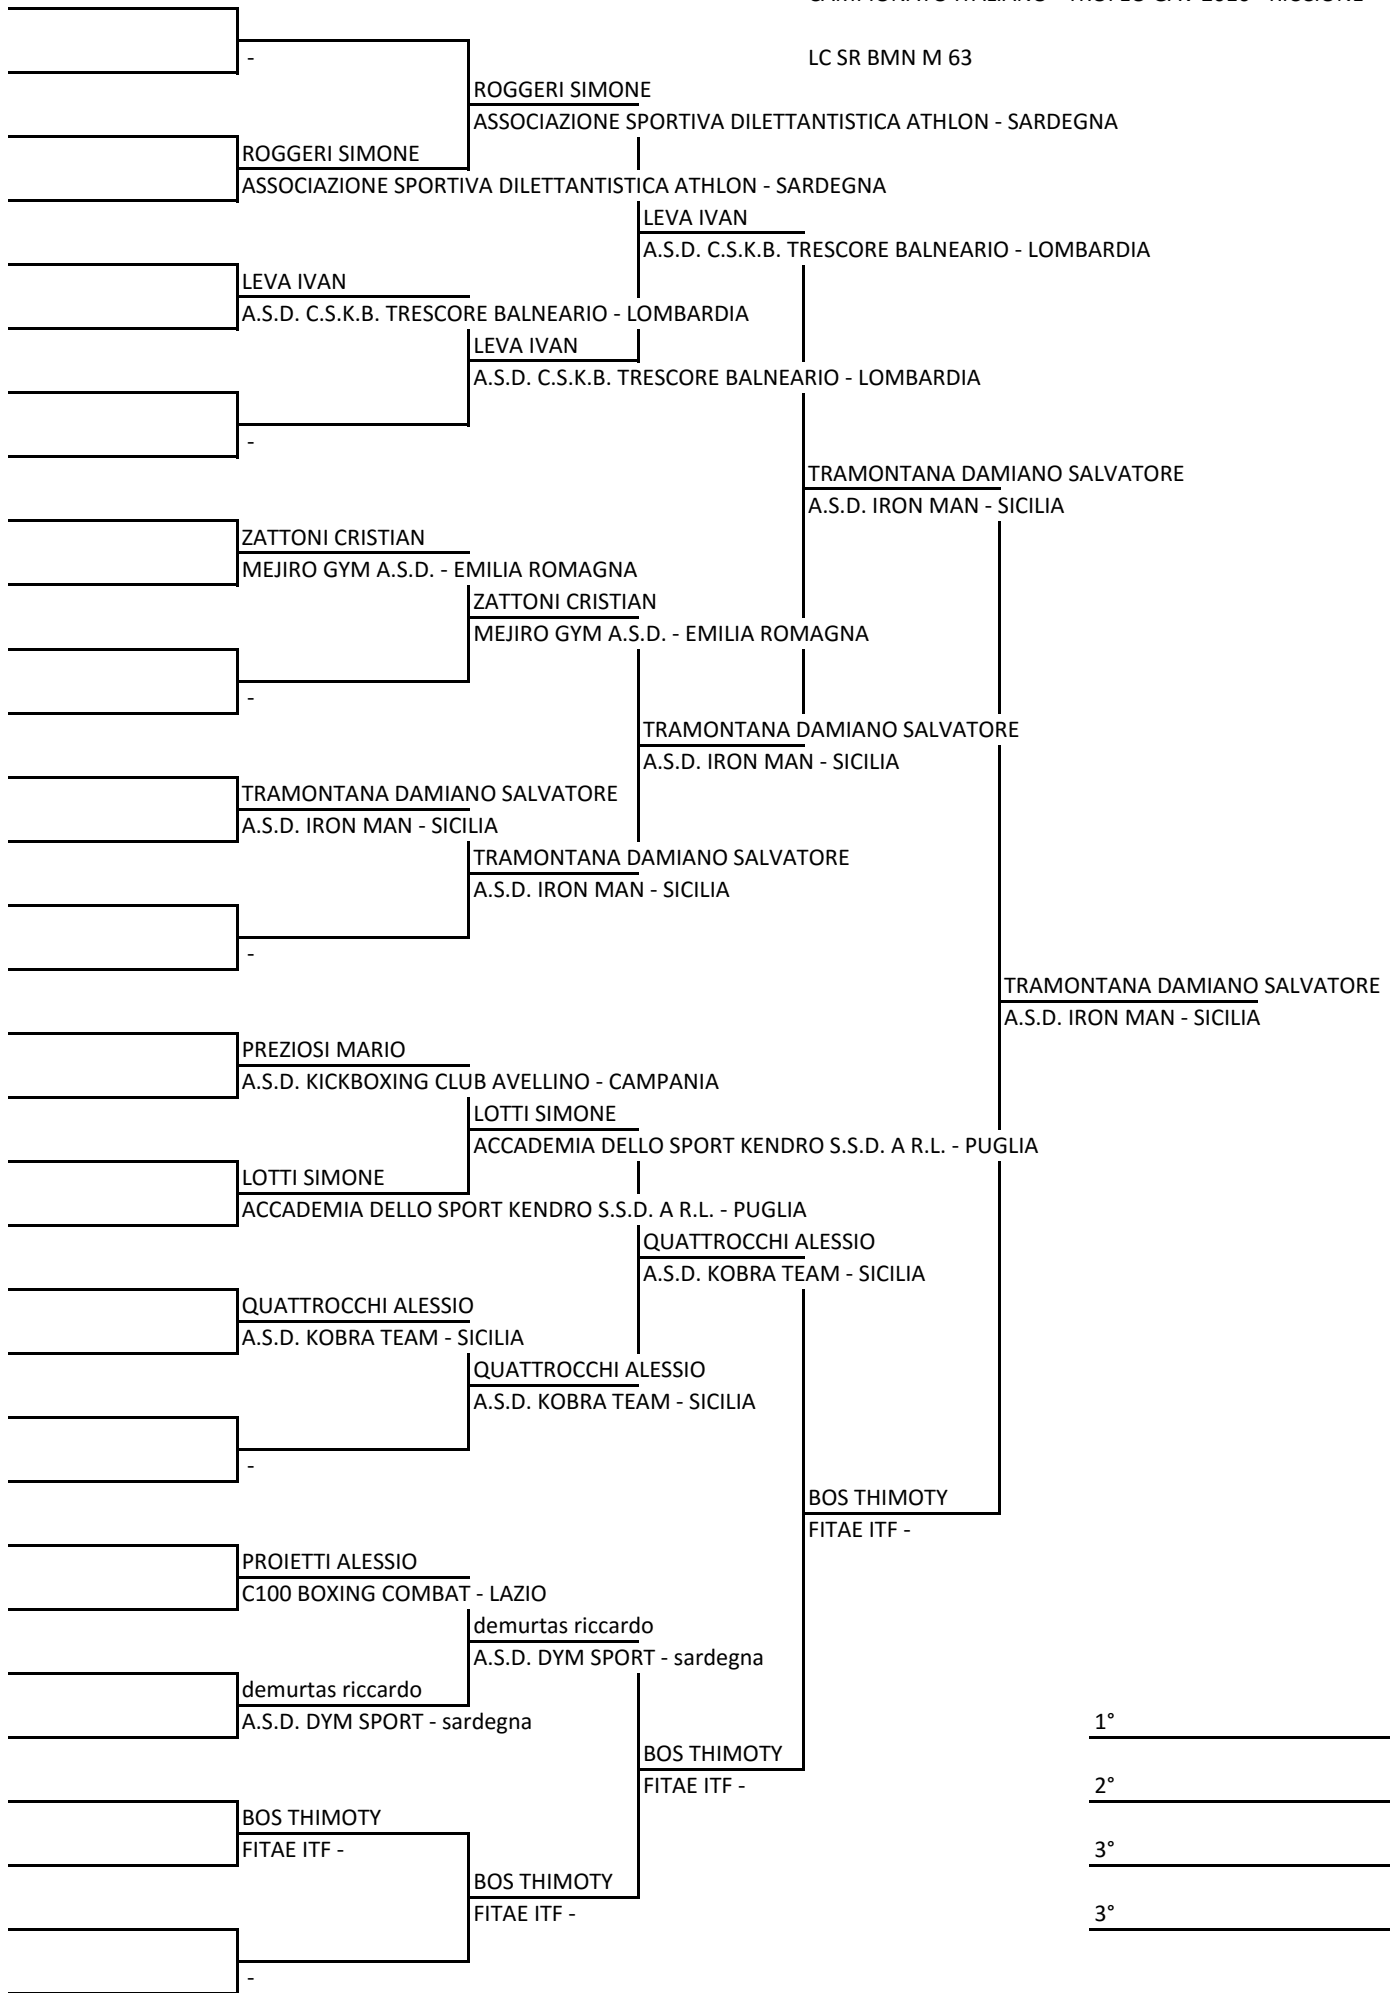 -
LC SR BMN M 63
ROGGERI SIMONE
ASSOCIAZIONE SPORTIVA DILETTANTISTICA ATHLON - SARDEGNA
ROGGERI SIMONE
ASSOCIAZIONE SPORTIVA DILETTANTISTICA ATHLON - SARDEGNA
LEVA IVAN
A.S.D. C.S.K.B. TRESCORE BALNEARIO - LOMBARDIA
LEVA IVAN
A.S.D. C.S.K.B. TRESCORE BALNEARIO - LOMBARDIA
LEVA IVAN
A.S.D. C.S.K.B. TRESCORE BALNEARIO - LOMBARDIA
-
TRAMONTANA DAMIANO SALVATORE
A.S.D. IRON MAN - SICILIA
ZATTONI CRISTIAN
MEJIRO GYM A.S.D. - EMILIA ROMAGNA
ZATTONI CRISTIAN
MEJIRO GYM A.S.D. - EMILIA ROMAGNA
-
TRAMONTANA DAMIANO SALVATORE
A.S.D. IRON MAN - SICILIA
TRAMONTANA DAMIANO SALVATORE
A.S.D. IRON MAN - SICILIA
TRAMONTANA DAMIANO SALVATORE
A.S.D. IRON MAN - SICILIA
-
TRAMONTANA DAMIANO SALVATORE
A.S.D. IRON MAN - SICILIA
PREZIOSI MARIO
A.S.D. KICKBOXING CLUB AVELLINO - CAMPANIA
LOTTI SIMONE
ACCADEMIA DELLO SPORT KENDRO S.S.D. A R.L. - PUGLIA
LOTTI SIMONE
ACCADEMIA DELLO SPORT KENDRO S.S.D. A R.L. - PUGLIA
QUATTROCCHI ALESSIO
A.S.D. KOBRA TEAM - SICILIA
QUATTROCCHI ALESSIO
A.S.D. KOBRA TEAM - SICILIA
QUATTROCCHI ALESSIO
A.S.D. KOBRA TEAM - SICILIA
-
BOS THIMOTY
FITAE ITF -
PROIETTI ALESSIO
C100 BOXING COMBAT - LAZIO
demurtas riccardo
A.S.D. DYM SPORT - sardegna
demurtas riccardo
A.S.D. DYM SPORT - sardegna
1°
BOS THIMOTY
FITAE ITF -
2°
BOS THIMOTY
FITAE ITF -
3°
BOS THIMOTY
FITAE ITF -
3°
-